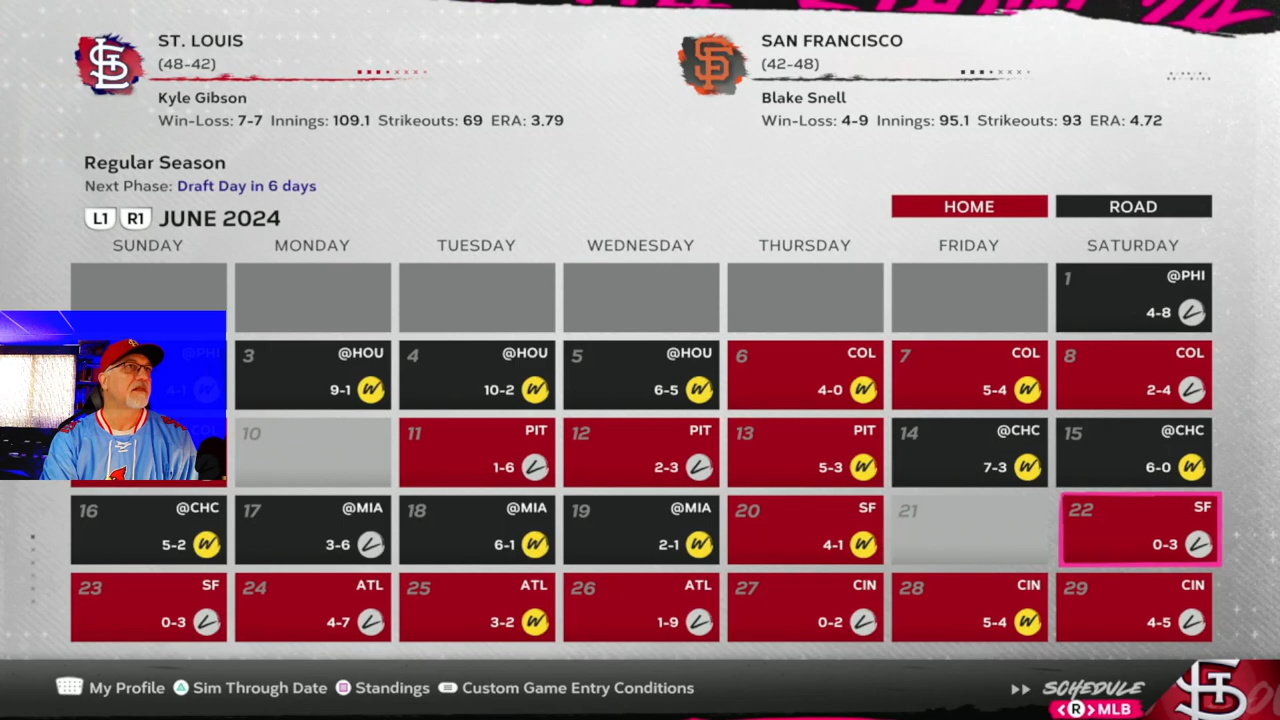 ST. LOUIS
(48-42)
Kyle Gibson
Win-Loss: 7-7 Innings: 109.1 Strikeouts: 69 ERA: 3.79
SAN FRANCISCO
(42-48)
Blake Snell
Win-Loss: 4-9 Innings: 95.1 Strikeouts: 93 ERA: 4.72
Regular Season
Next Phase: Draft Day in 6 days
L1 R1 JUNE 2024
HOME ROAD
SUNDAY MONDAY TUESDAY WEDNESDAY THURSDAY FRIDAY SATURDAY
1 @PHI
4-8 L
@PHI 3 @HOU 4 @HOU 5 @HOU 6 COL 7 COL 8 COL
4-1 W 9-1 W 10-2 W 6-5 W 4-0 W 5-4 W 2-4 L
COL 10 11 PIT 12 PIT 13 PIT 14 @CHC 15 @CHC
1-6 L 2-3 L 5-3 W 7-3 W 6-0 W
16 @CHC 17 @MIA 18 @MIA 19 @MIA 20 SF 21 22 SF
5-2 W 3-6 L 6-1 W 2-1 W 4-1 W 0-3 L
23 SF 24 ATL 25 ATL 26 ATL 27 CIN 28 CIN 29 CIN
0-3 L 4-7 L 3-2 W 1-9 L 0-2 L 5-4 W 4-5 L
My Profile Sim Through Date Standings Custom Game Entry Conditions
SCHEDULE
R MLB